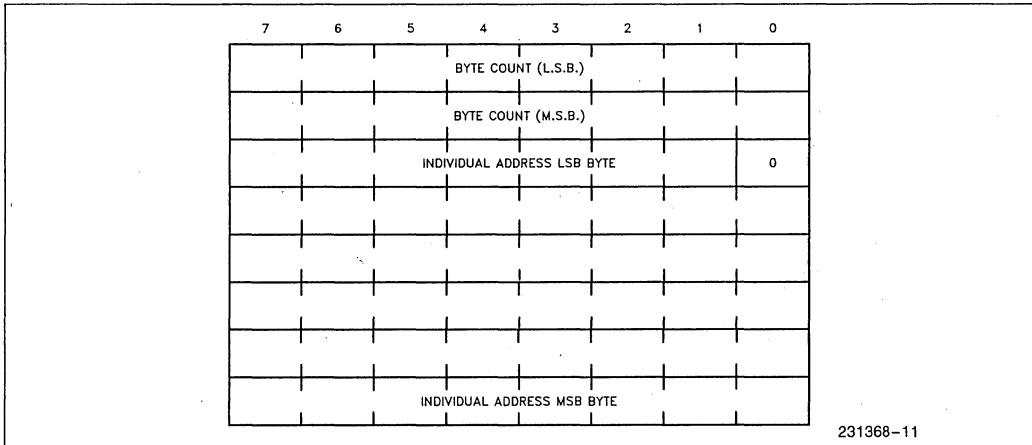 7 6 5 4 3 2 1 0
BYTE COUNT (L.S.B.)
BYTE COUNT (M.S.B.)
INDIVIDUAL ADDRESS LSB BYTE 0
INDIVIDUAL ADDRESS MSB BYTE
231368-11